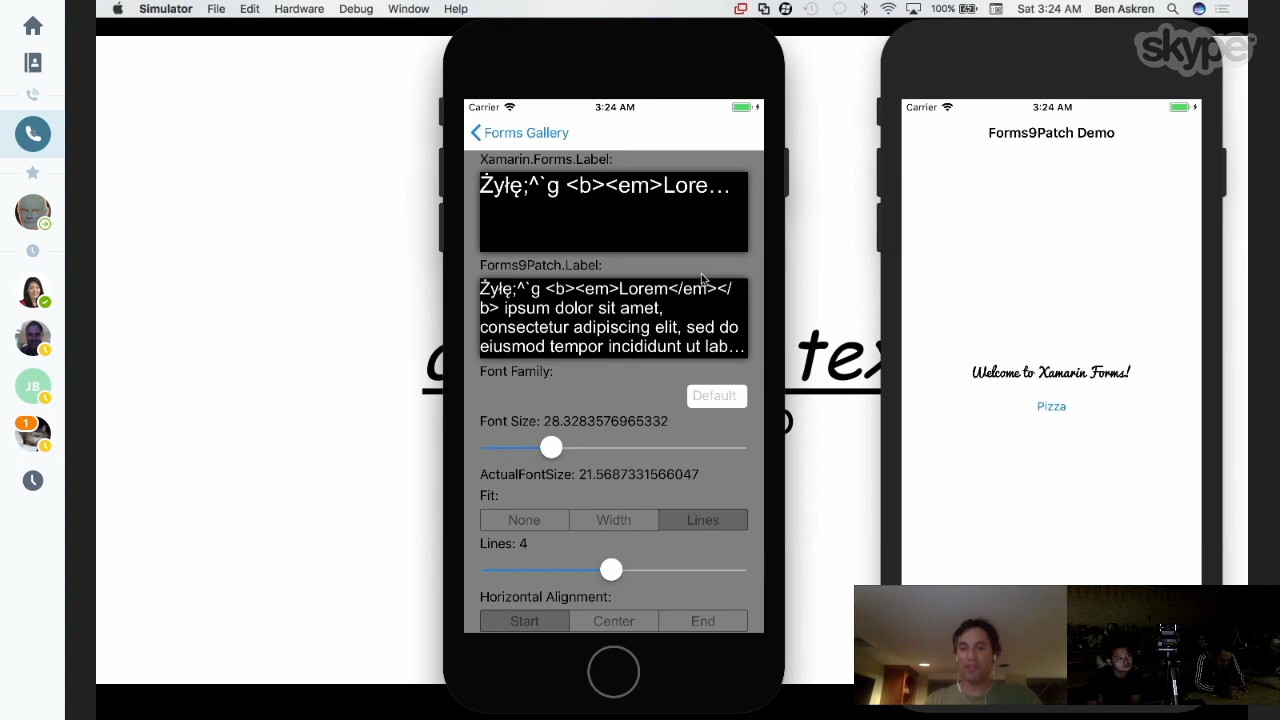 Simulator File Edit Hardware Debug Window Help
100% Sat 3:24 AM Ben Askren
skype™
Carrier 3:24 AM
Forms Gallery
Xamarin.Forms.Label:
Żyłę;^`g <b><em>Lore…
Forms9Patch.Label:
Żyłę;^`g <b><em>Lorem</em></
b> ipsum dolor sit amet,
consectetur adipiscing elit, sed do
eiusmod tempor incididunt ut lab…
Font Family:
Default
Font Size: 28.3283576965332
ActualFontSize: 21.5687331566047
Fit:
None Width Lines
Lines: 4
Horizontal Alignment:
Start Center End
Carrier 3:24 AM
Forms9Patch Demo
Welcome to Xamarin Forms!
Pizza
JB
1